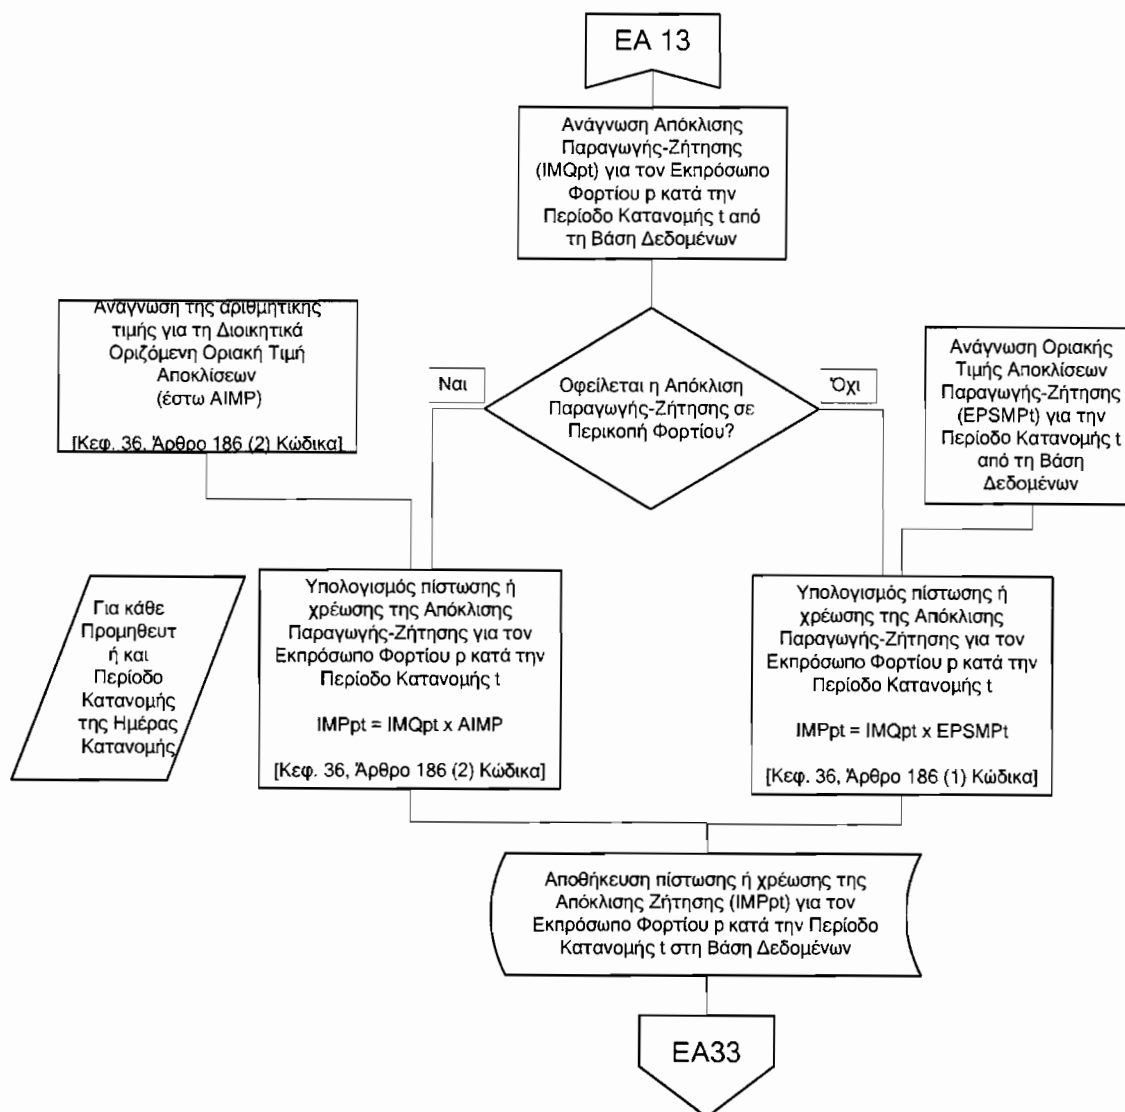 EA 13
Ανάγνωση Απόκλισης
Παραγωγής-Ζήτησης
(IMQpt) για τον Εκπρόσωπο
Φορτίου p κατά την
Περίοδο Κατανομής t από
τη Βάση Δεδομένων
Ανάγνωση της αριθμητικής
τιμής για τη Διοικητικά
Οριζόμενη Οριακή Τιμή
Αποκλίσεων
(έστω AIMP)
[Κεφ. 36, Άρθρο 186 (2) Κώδικα]
Ναι
Οφείλεται η Απόκλιση
Παραγωγής-Ζήτησης σε
Περικοπή Φορτίου?
Όχι
Ανάγνωση Οριακής
Τιμής Αποκλίσεων
Παραγωγής-Ζήτησης
(EPSMPt) για την
Περίοδο Κατανομής t
από τη Βάση
Δεδομένων
Για κάθε
Προμηθευτ
ή και
Περίοδο
Κατανομής
της Ημέρας
Κατανομής
Υπολογισμός πίστωσης ή
χρέωσης της Απόκλισης
Παραγωγής-Ζήτησης για τον
Εκπρόσωπο Φορτίου p κατά την
Περίοδο Κατανομής t
IMPpt = IMQpt x AIMP
[Κεφ. 36, Άρθρο 186 (2) Κώδικα]
Υπολογισμός πίστωσης ή
χρέωσης της Απόκλισης
Παραγωγής-Ζήτησης για τον
Εκπρόσωπο Φορτίου p κατά την
Περίοδο Κατανομής t
IMPpt = IMQpt x EPSMPt
[Κεφ. 36, Άρθρο 186 (1) Κώδικα]
Αποθήκευση πίστωσης ή χρέωσης της
Απόκλισης Ζήτησης (IMPpt) για τον
Εκπρόσωπο Φορτίου p κατά την Περίοδο
Κατανομής t στη Βάση Δεδομένων
EA33